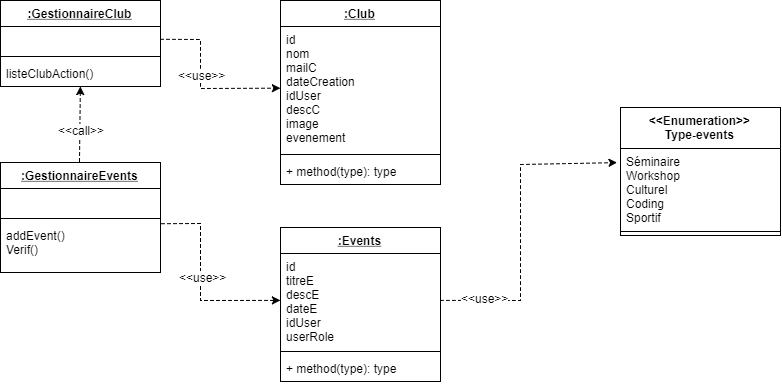 :GestionnaireClub
listeClubAction()
<<use>>
:Club
id
nom
mailC
dateCreation
idUser
descC
image
evenement
+ method(type): type
<<call>>
:GestionnaireEvents
addEvent()
Verif()
<<use>>
:Events
id
titreE
descE
dateE
idUser
userRole
+ method(type): type
<<use>>
<<Enumeration>>
Type-events
Séminaire
Workshop
Culturel
Coding
Sportif